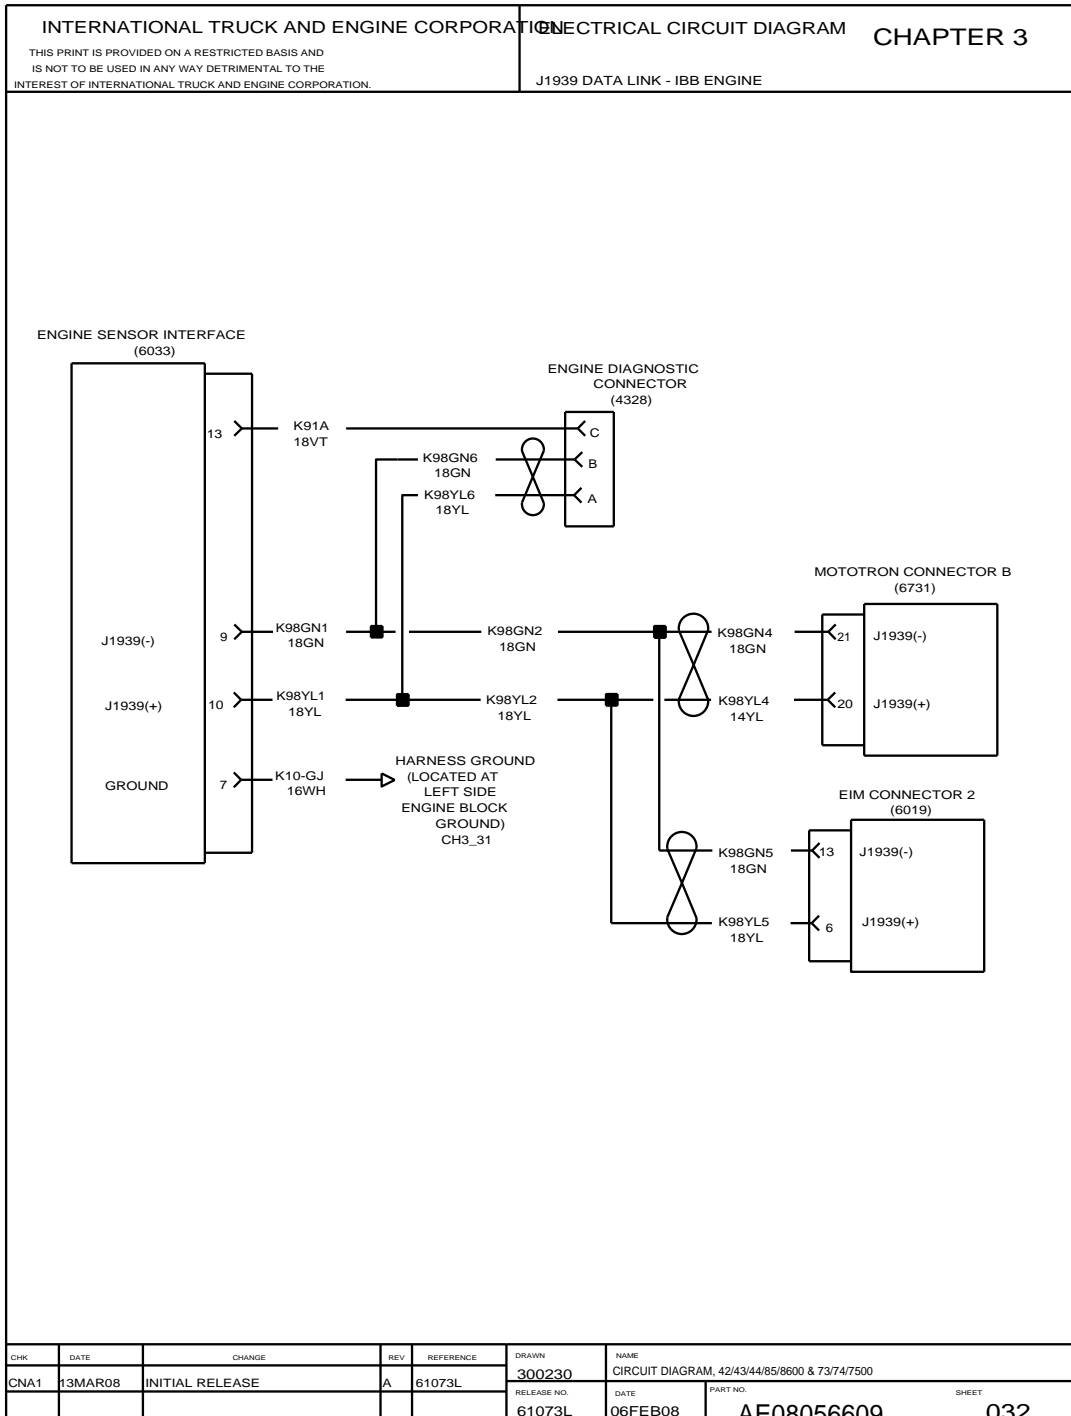 INTERNATIONAL TRUCK AND ENGINE CORPORATION
THIS PRINT IS PROVIDED ON A RESTRICTED BASIS AND
IS NOT TO BE USED IN ANY WAY DETRIMENTAL TO THE
INTEREST OF INTERNATIONAL TRUCK AND ENGINE CORPORATION.
ELECTRICAL CIRCUIT DIAGRAM
CHAPTER 3
J1939 DATA LINK - IBB ENGINE
ENGINE SENSOR INTERFACE
(6033)
13
K91A
18VT
ENGINE DIAGNOSTIC
CONNECTOR
(4328)
C
K98GN6
18GN
B
K98YL6
18YL
A
J1939(-)
9
K98GN1
18GN
K98GN2
18GN
K98GN4
18GN
MOTOTRON CONNECTOR B
(6731)
21
J1939(-)
J1939(+)
10
K98YL1
18YL
K98YL2
18YL
K98YL4
14YL
20
J1939(+)
GROUND
7
K10-GJ
16WH
HARNESS GROUND
(LOCATED AT
LEFT SIDE
ENGINE BLOCK
GROUND)
CH3_31
EIM CONNECTOR 2
(6019)
K98GN5
18GN
13
J1939(-)
K98YL5
18YL
6
J1939(+)
CHK DATE CHANGE REV REFERENCE
CNA1 13MAR08 INITIAL RELEASE A 61073L
DRAWN
300230
NAME
CIRCUIT DIAGRAM, 42/43/44/85/8600 & 73/74/7500
RELEASE NO.
61073L
DATE
06FEB08
PART NO.
AE08056609
SHEET
032